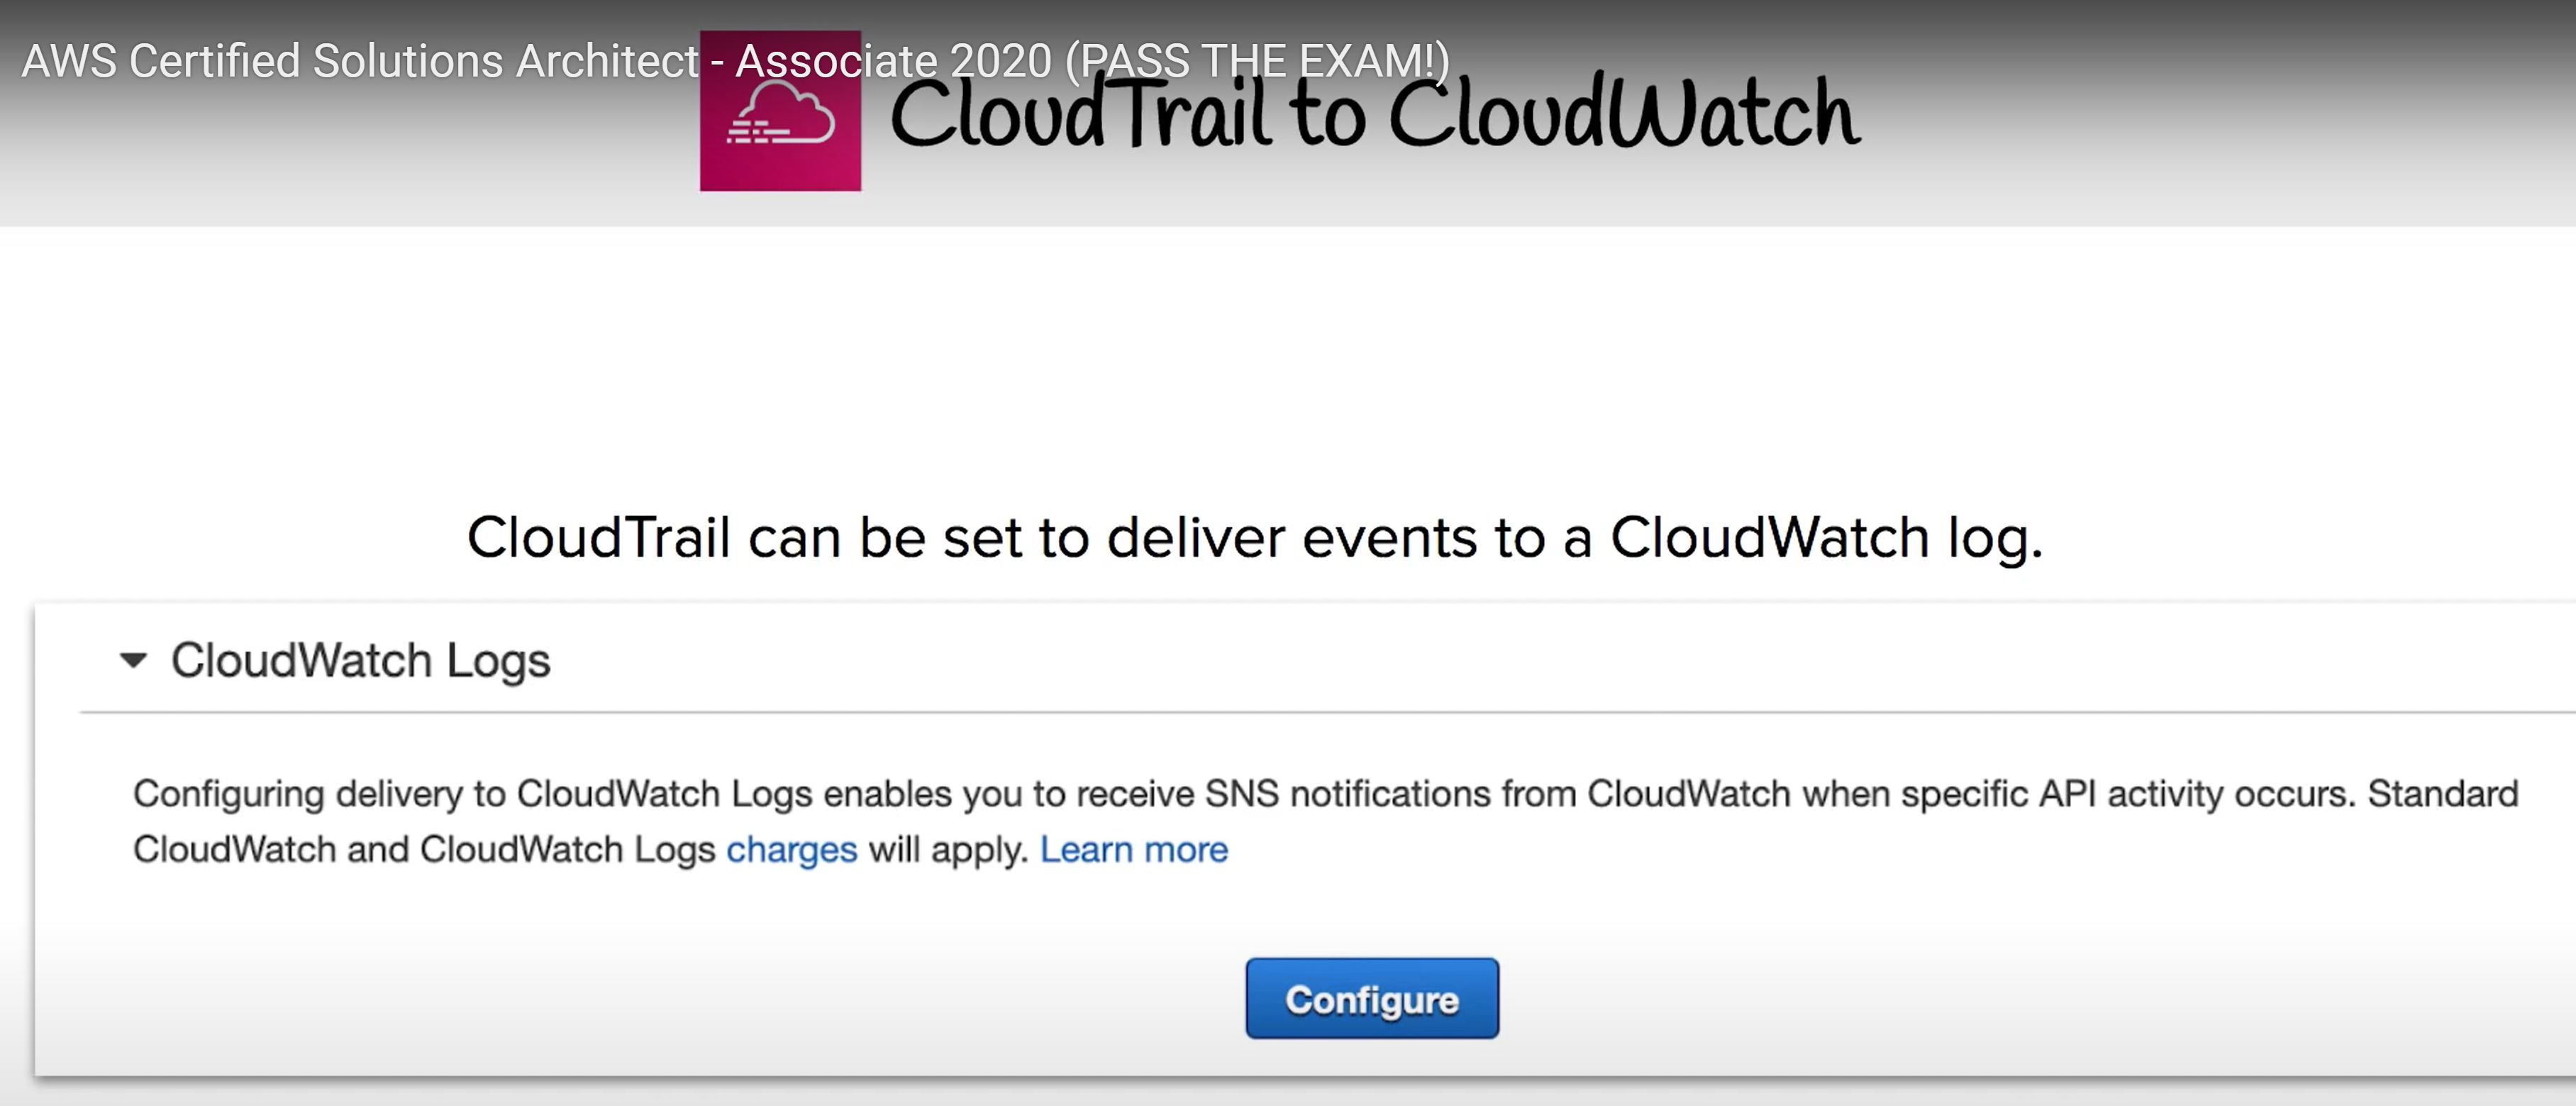 AWS Certified Solutions Architect - Associate 2020 (PASS THE EXAM!)
CloudTrail to CloudWatch
CloudTrail can be set to deliver events to a CloudWatch log.
CloudWatch Logs
Configuring delivery to CloudWatch Logs enables you to receive SNS notifications from CloudWatch when specific API activity occurs. Standard
CloudWatch and CloudWatch Logs charges will apply. Learn more
Configure